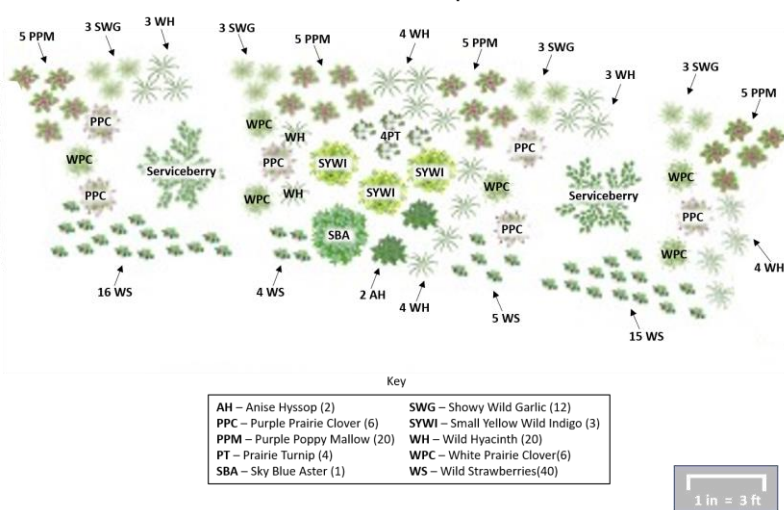 5 PPM
3 SWG
3 WH
3 SWG
5 PPM
4 WH
5 PPM
3 SWG
3 WH
3 SWG
5 PPM
PPC
WPC
PPC
Serviceberry
WPC
WH
4PT
PPC
SYWI
SYWI
SYWI
WPC
WH
WPC
PPC
PPC
SBA
Serviceberry
WPC
PPC
WPC
16 WS
4 WS
2 AH
4 WH
5 WS
15 WS
4 WH
Key
AH – Anise Hyssop (2)
PPC – Purple Prairie Clover (6)
PPM – Purple Poppy Mallow (20)
PT – Prairie Turnip (4)
SBA – Sky Blue Aster (1)
SWG – Showy Wild Garlic (12)
SYWI – Small Yellow Wild Indigo (3)
WH – Wild Hyacinth (20)
WPC – White Prairie Clover(6)
WS – Wild Strawberries(40)
1 in = 3 ft